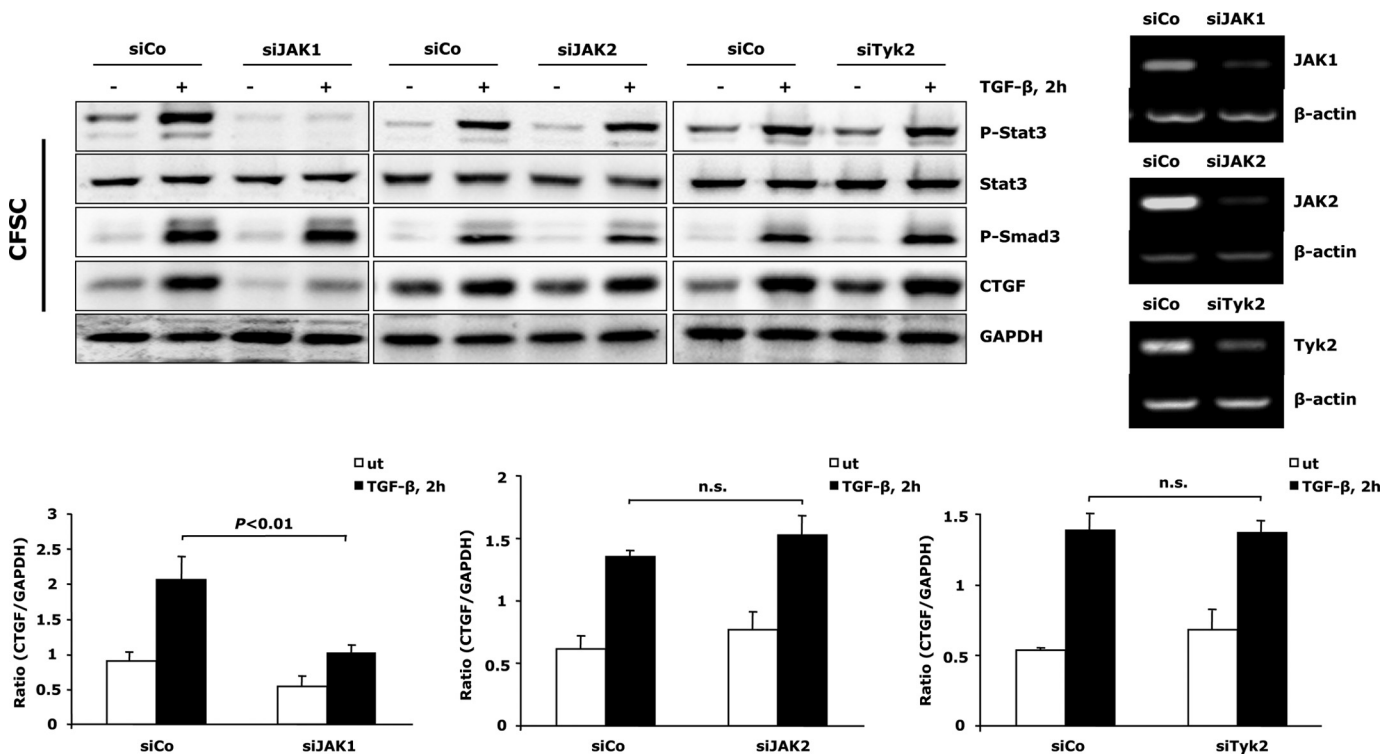 siCo siJAK1 siCo siJAK2 siCo siTyk2
- + - + - + - + - + - + TGF-β, 2h
P-Stat3
Stat3
P-Smad3
CTGF
GAPDH
CFSC
siCo siJAK1
JAK1
β-actin
siCo siJAK2
JAK2
β-actin
siCo siTyk2
Tyk2
β-actin
ut
TGF-β, 2h
P<0.01
Ratio (CTGF/GAPDH)
3
2.5
2
1.5
1
0.5
0
siCo siJAK1
ut
TGF-β, 2h
n.s.
Ratio (CTGF/GAPDH)
2
1.5
1
0.5
0
siCo siJAK2
ut
TGF-β, 2h
n.s.
Ratio (CTGF/GAPDH)
1.5
1
0.5
0
siCo siTyk2